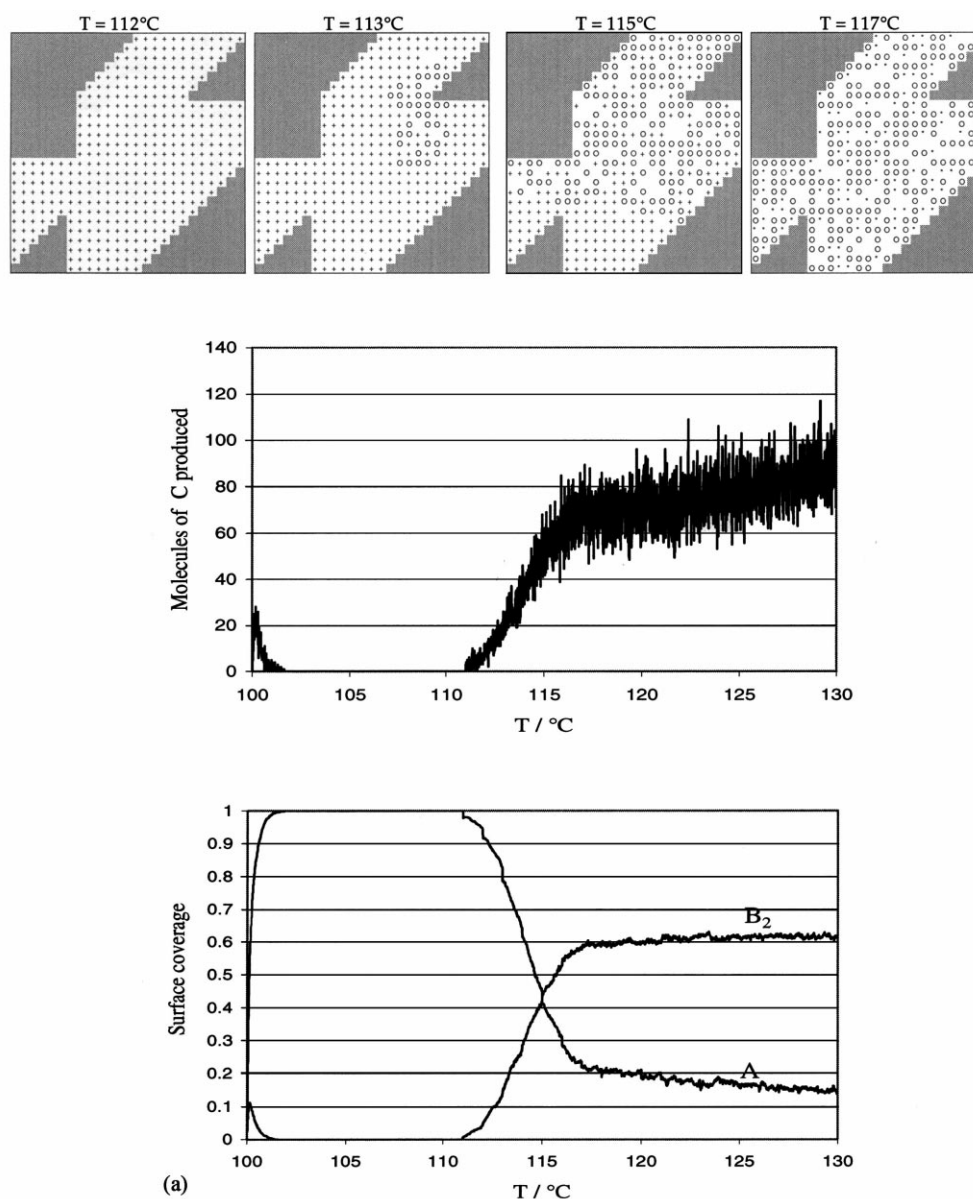 T = 112°C T = 113°C T = 115°C T = 117°C
140
120
100
80
60
40
20
0
Molecules of C produced
100 105 110 115 120 125 130
T / °C
1
0.9
0.8
0.7
0.6
0.5
0.4
0.3
0.2
0.1
0
Surface coverage
B₂
A
100 105 110 115 120 125 130
(a) T / °C